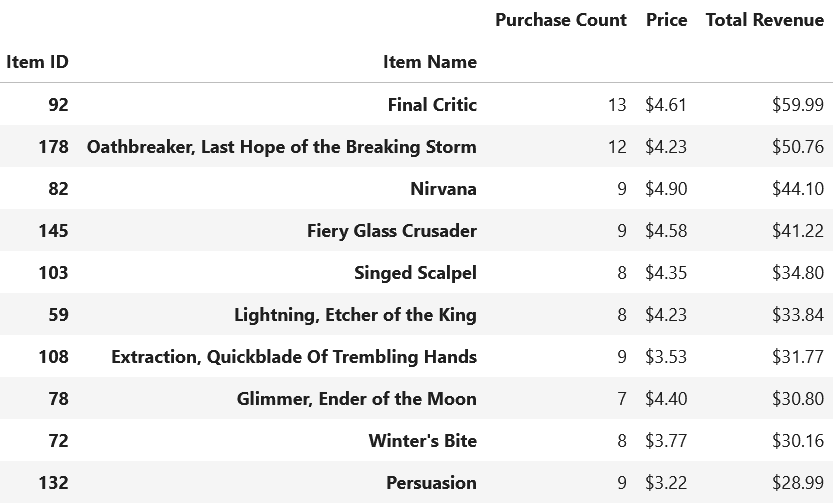 Purchase Count Price Total Revenue
Item ID Item Name
92 Final Critic 13 $4.61 $59.99
178 Oathbreaker, Last Hope of the Breaking Storm 12 $4.23 $50.76
82 Nirvana 9 $4.90 $44.10
145 Fiery Glass Crusader 9 $4.58 $41.22
103 Singed Scalpel 8 $4.35 $34.80
59 Lightning, Etcher of the King 8 $4.23 $33.84
108 Extraction, Quickblade Of Trembling Hands 9 $3.53 $31.77
78 Glimmer, Ender of the Moon 7 $4.40 $30.80
72 Winter's Bite 8 $3.77 $30.16
132 Persuasion 9 $3.22 $28.99